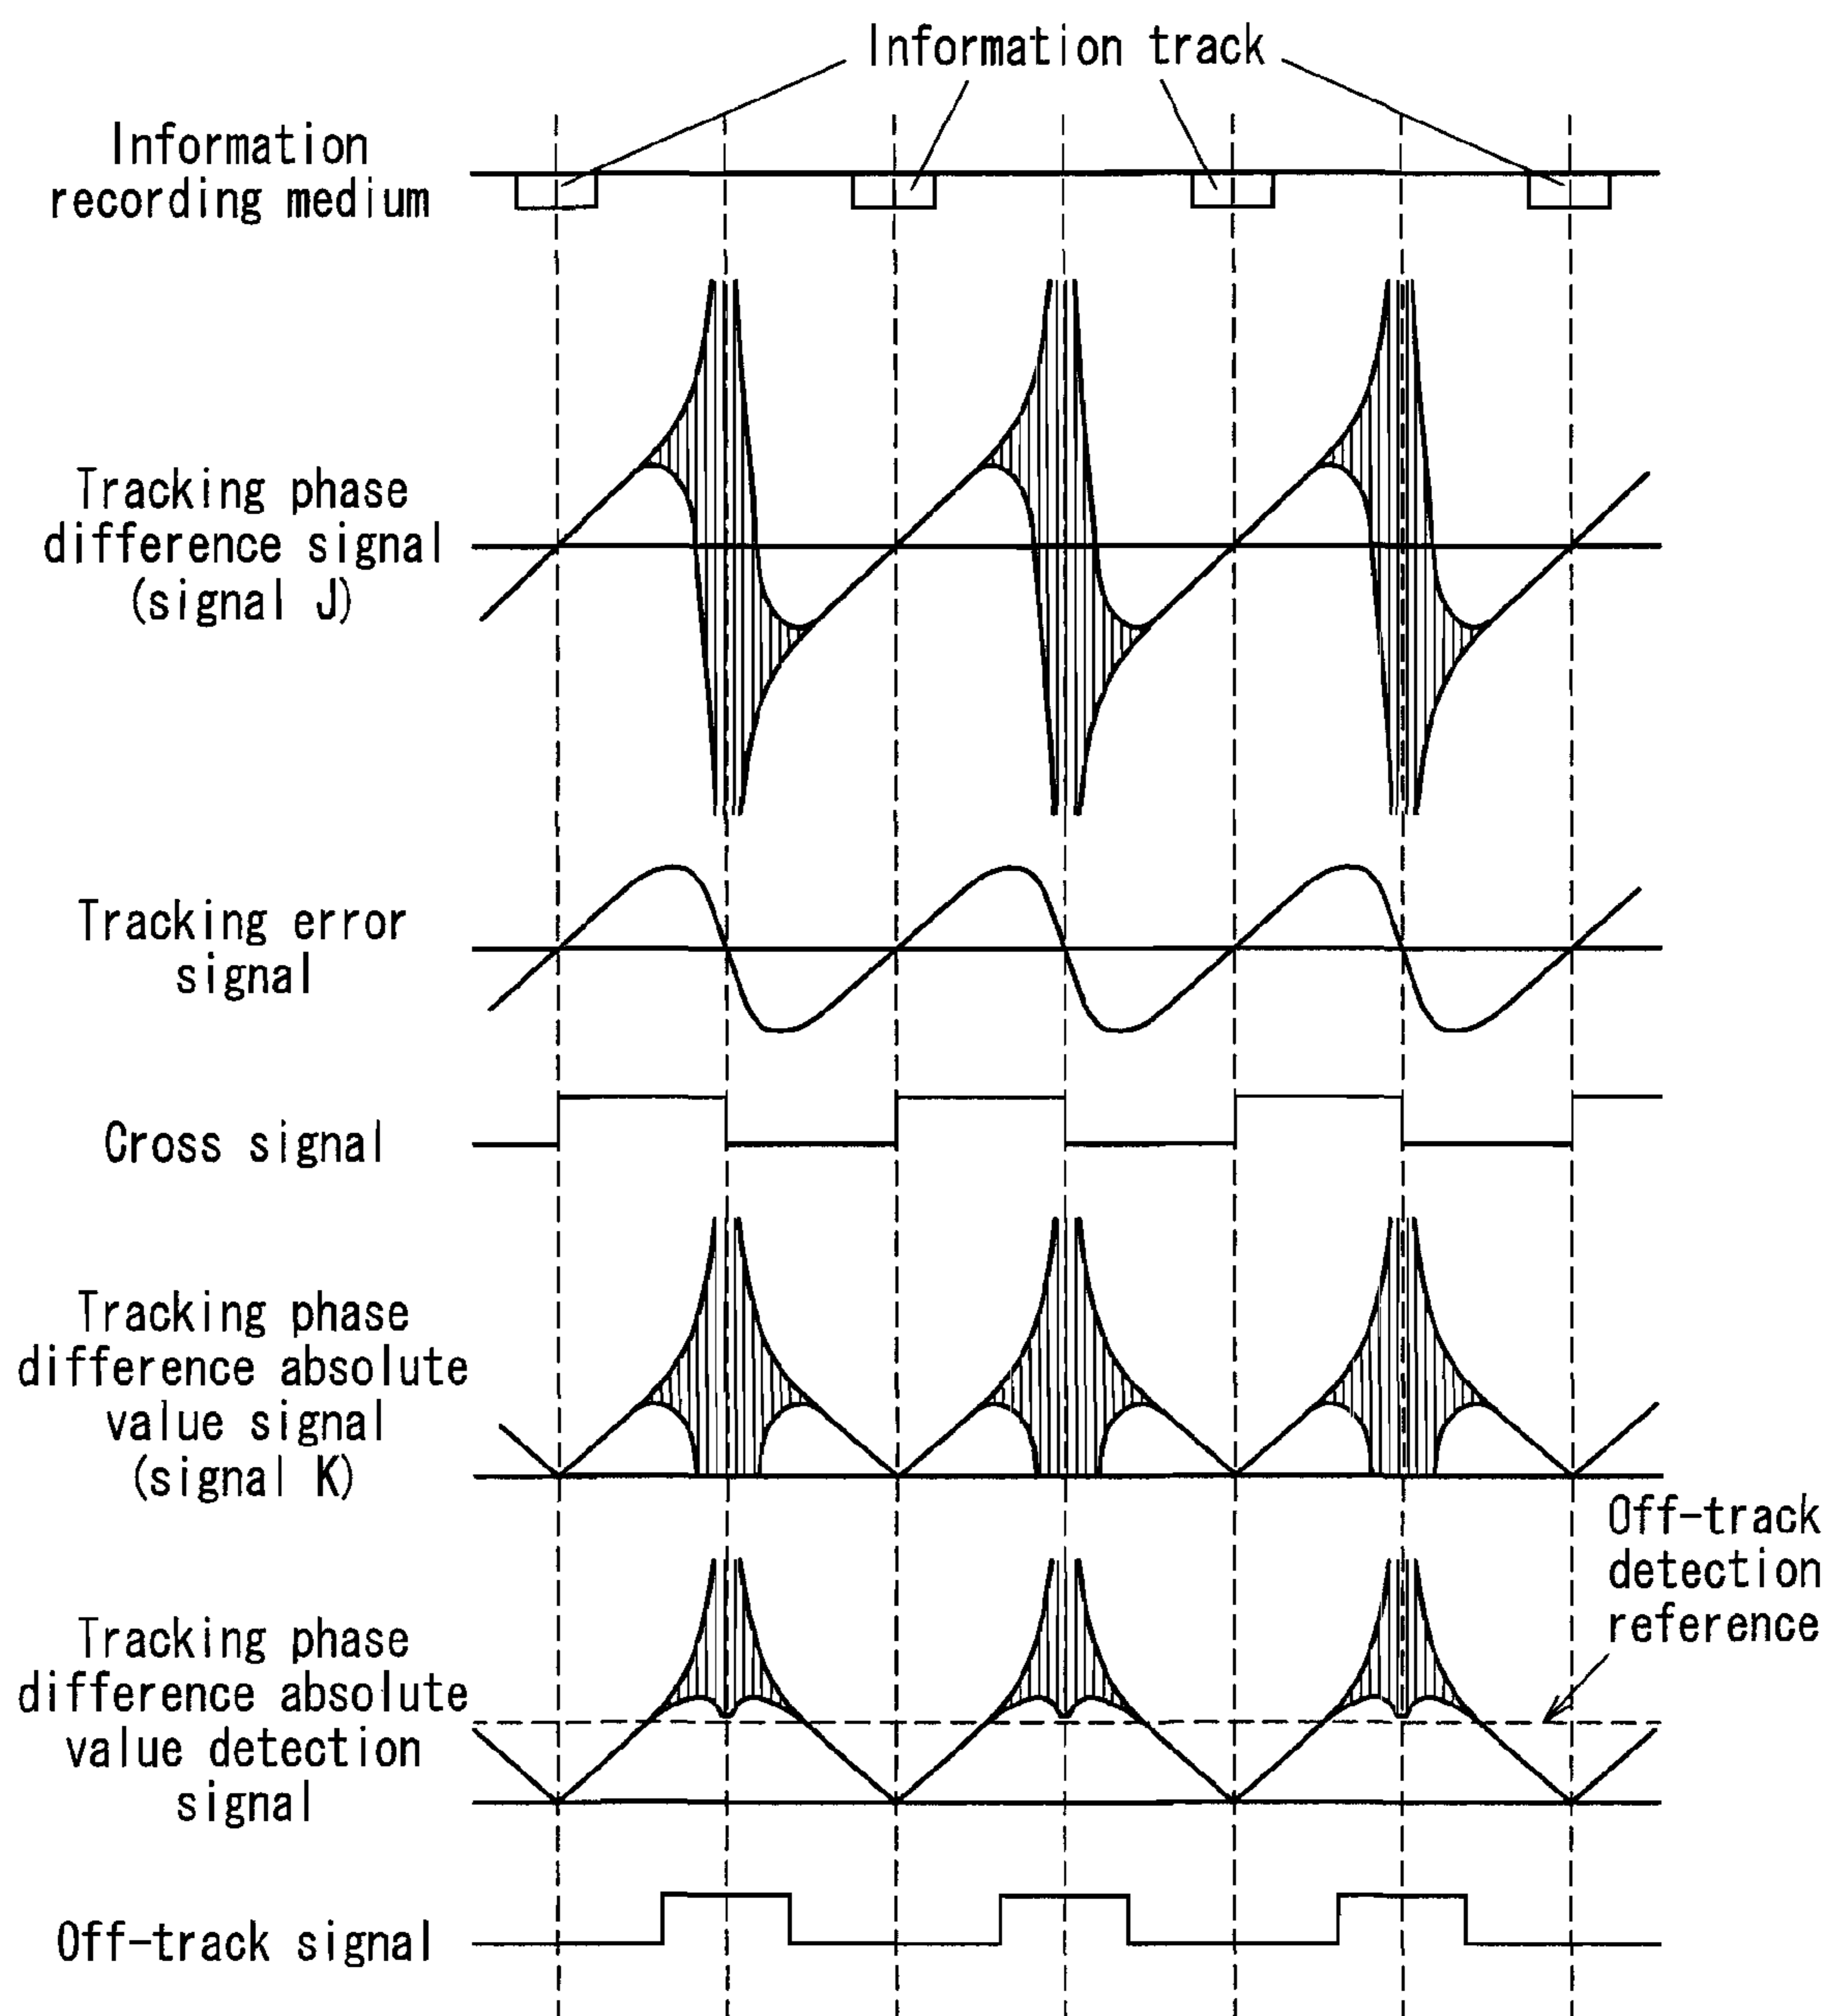 Information track
Information
recording medium
Tracking phase
difference signal
(signal J)
Tracking error
signal
Cross signal
Tracking phase
difference absolute
value signal
(signal K)
Off-track
detection
reference
Tracking phase
difference absolute
value detection
signal
Off-track signal